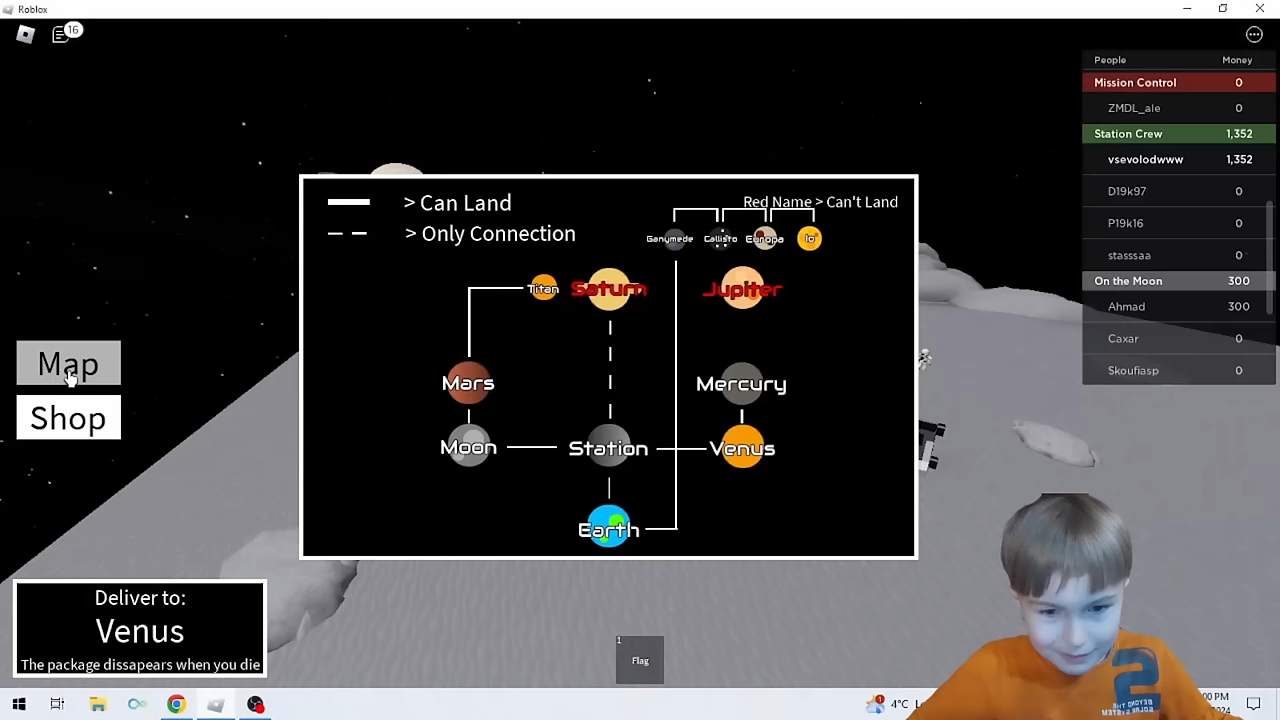 Roblox
16
People Money
Mission Control 0
ZMDL_ale 0
Station Crew 1,352
vsevolodwww 1,352
D19k97 0
P19k16 0
stasssaa 0
On the Moon 300
Ahmad 300
Caxar 0
Skoufiasp 0
> Can Land
Red Name > Can't Land
> Only Connection
Ganymede Callisto Europa Io
Titan Saturn Jupiter
Mars Mercury
Moon Station Venus
Earth
Map
Shop
Deliver to:
Venus
The package dissapears when you die
1
Flag
1
4°C